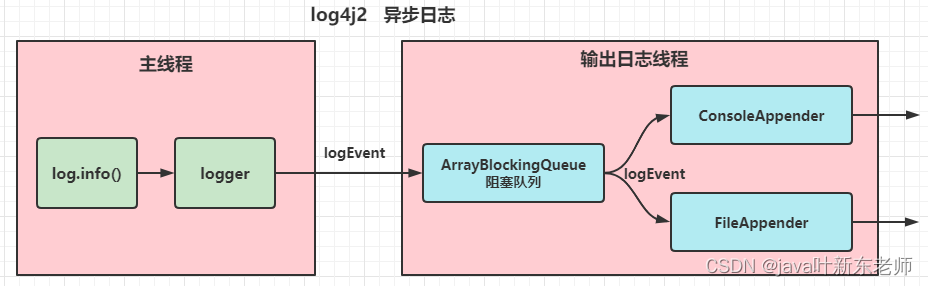 log4j2 异步日志
主线程
log.info()
logger
logEvent
输出日志线程
ArrayBlockingQueue
阻塞队列
logEvent
ConsoleAppender
FileAppender
CSDN @java叶新东老师